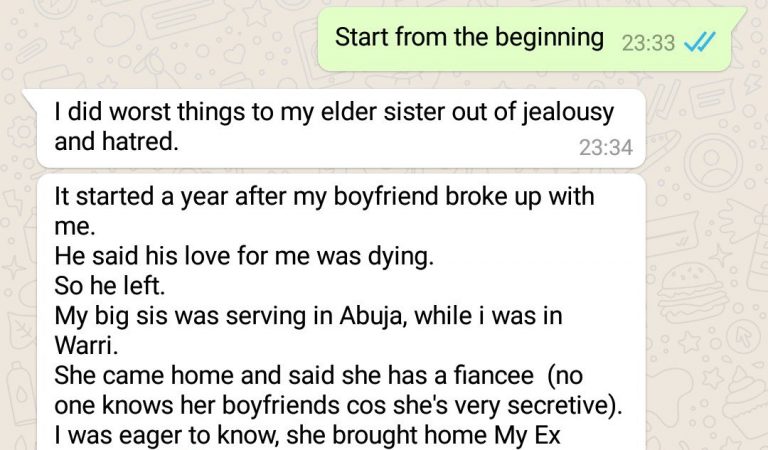 Start from the beginning 23:33
I did worst things to my elder sister out of jealousy
and hatred.
23:34
It started a year after my boyfriend broke up with
me.
He said his love for me was dying.
So he left.
My big sis was serving in Abuja, while i was in
Warri.
She came home and said she has a fiancee (no
one knows her boyfriends cos she's very secretive).
I was eager to know, she brought home My Ex